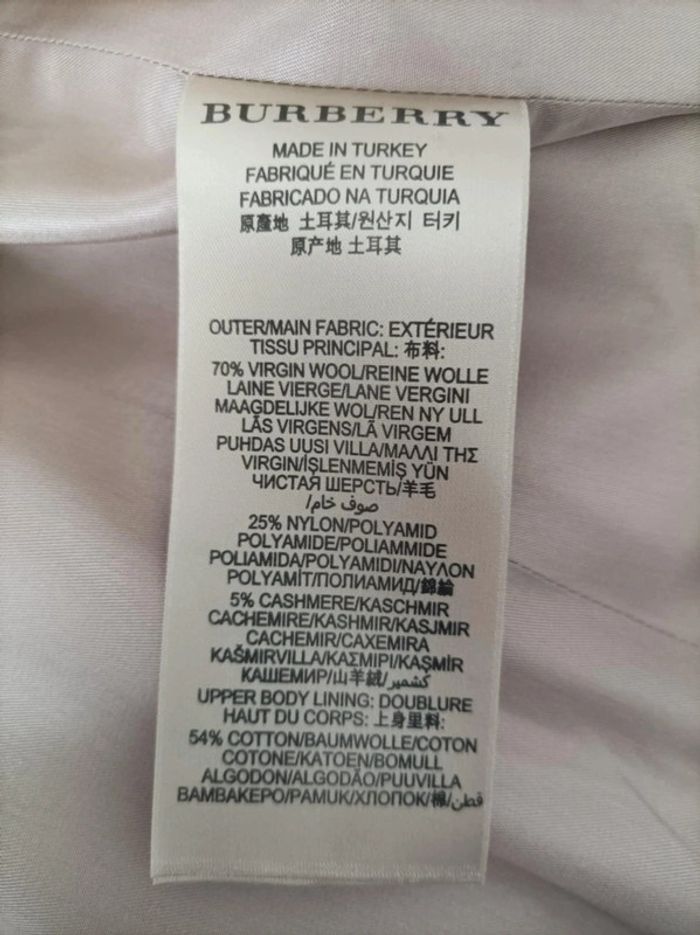 BURBERRY
MADE IN TURKEY
FABRIQUÉ EN TURQUIE
FABRICADO NA TURQUIA
原產地 土耳其/원산지 터키
原产地 土耳其
OUTER/MAIN FABRIC: EXTÉRIEUR
TISSU PRINCIPAL: 布料:
70% VIRGIN WOOL/REINE WOLLE
LAINE VIERGE/LANE VERGINI
MAAGDELIJKE WOL/REN NY ULL
LÃS VIRGENS/LÃ VIRGEM
PUHDAS UUSI VILLA/ΜΑΛΛΙ ΤΗΣ
VIRGIN/İŞLENMEMİŞ YÜN
ЧИСТАЯ ШЕРСТЬ/羊毛
صوف خام/
25% NYLON/POLYAMID
POLYAMIDE/POLIAMMIDE
POLIAMIDA/POLYAMIDI/ΝΑΥΛΟΝ
POLYAMİT/ПОЛИАМИД/錦綸
5% CASHMERE/KASCHMIR
CACHEMIRE/KASHMIR/KASJMIR
CACHEMIR/CAXEMIRA
KAŠMIRVILLA/ΚΑΣΜΙΡΙ/KAŞMİR
КАШЕМИР/山羊絨/كشمير
UPPER BODY LINING: DOUBLURE
HAUT DU CORPS: 上身里料:
54% COTTON/BAUMWOLLE/COTON
COTONE/KATOEN/BOMULL
ALGODON/ALGODÃO/PUUVILLA
ΒΑΜΒΑΚΕΡΟ/PAMUK/ХЛОПОК/棉/قطن